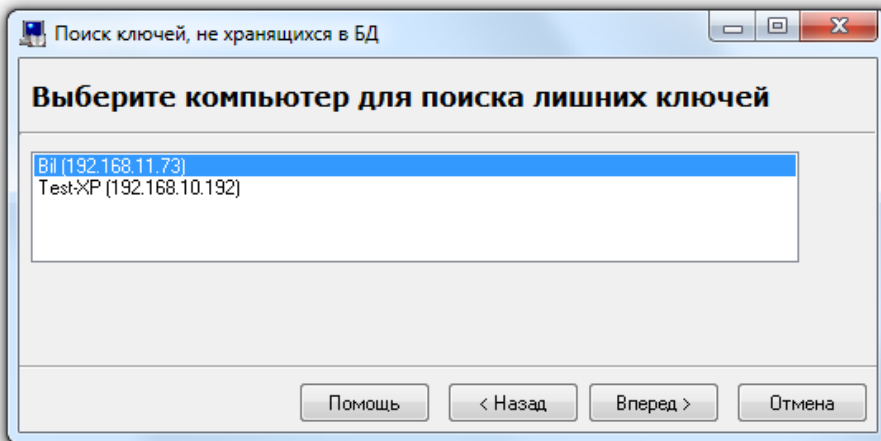 Поиск ключей, не хранящихся в БД
Выберите компьютер для поиска лишних ключей
Bil (192.168.11.73)
Test-XP (192.168.10.192)
Помощь
< Назад
Вперед >
Отмена